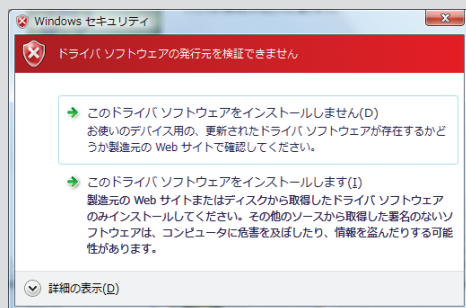 Windows セキュリティ
ドライバ ソフトウェアの発行元を検証できません
このドライバ ソフトウェアをインストールしません(D)
お使いのデバイス用の、更新されたドライバ ソフトウェアが存在するかど
うか製造元の Web サイトで確認してください。
このドライバ ソフトウェアをインストールします(I)
製造元の Web サイトまたはディスクから取得したドライバ ソフトウェア
のみインストールしてください。その他のソースから取得した署名のないソ
フトウェアは、コンピュータに危害を及ぼしたり、情報を盗んだりする可能
性があります。
詳細の表示(D)